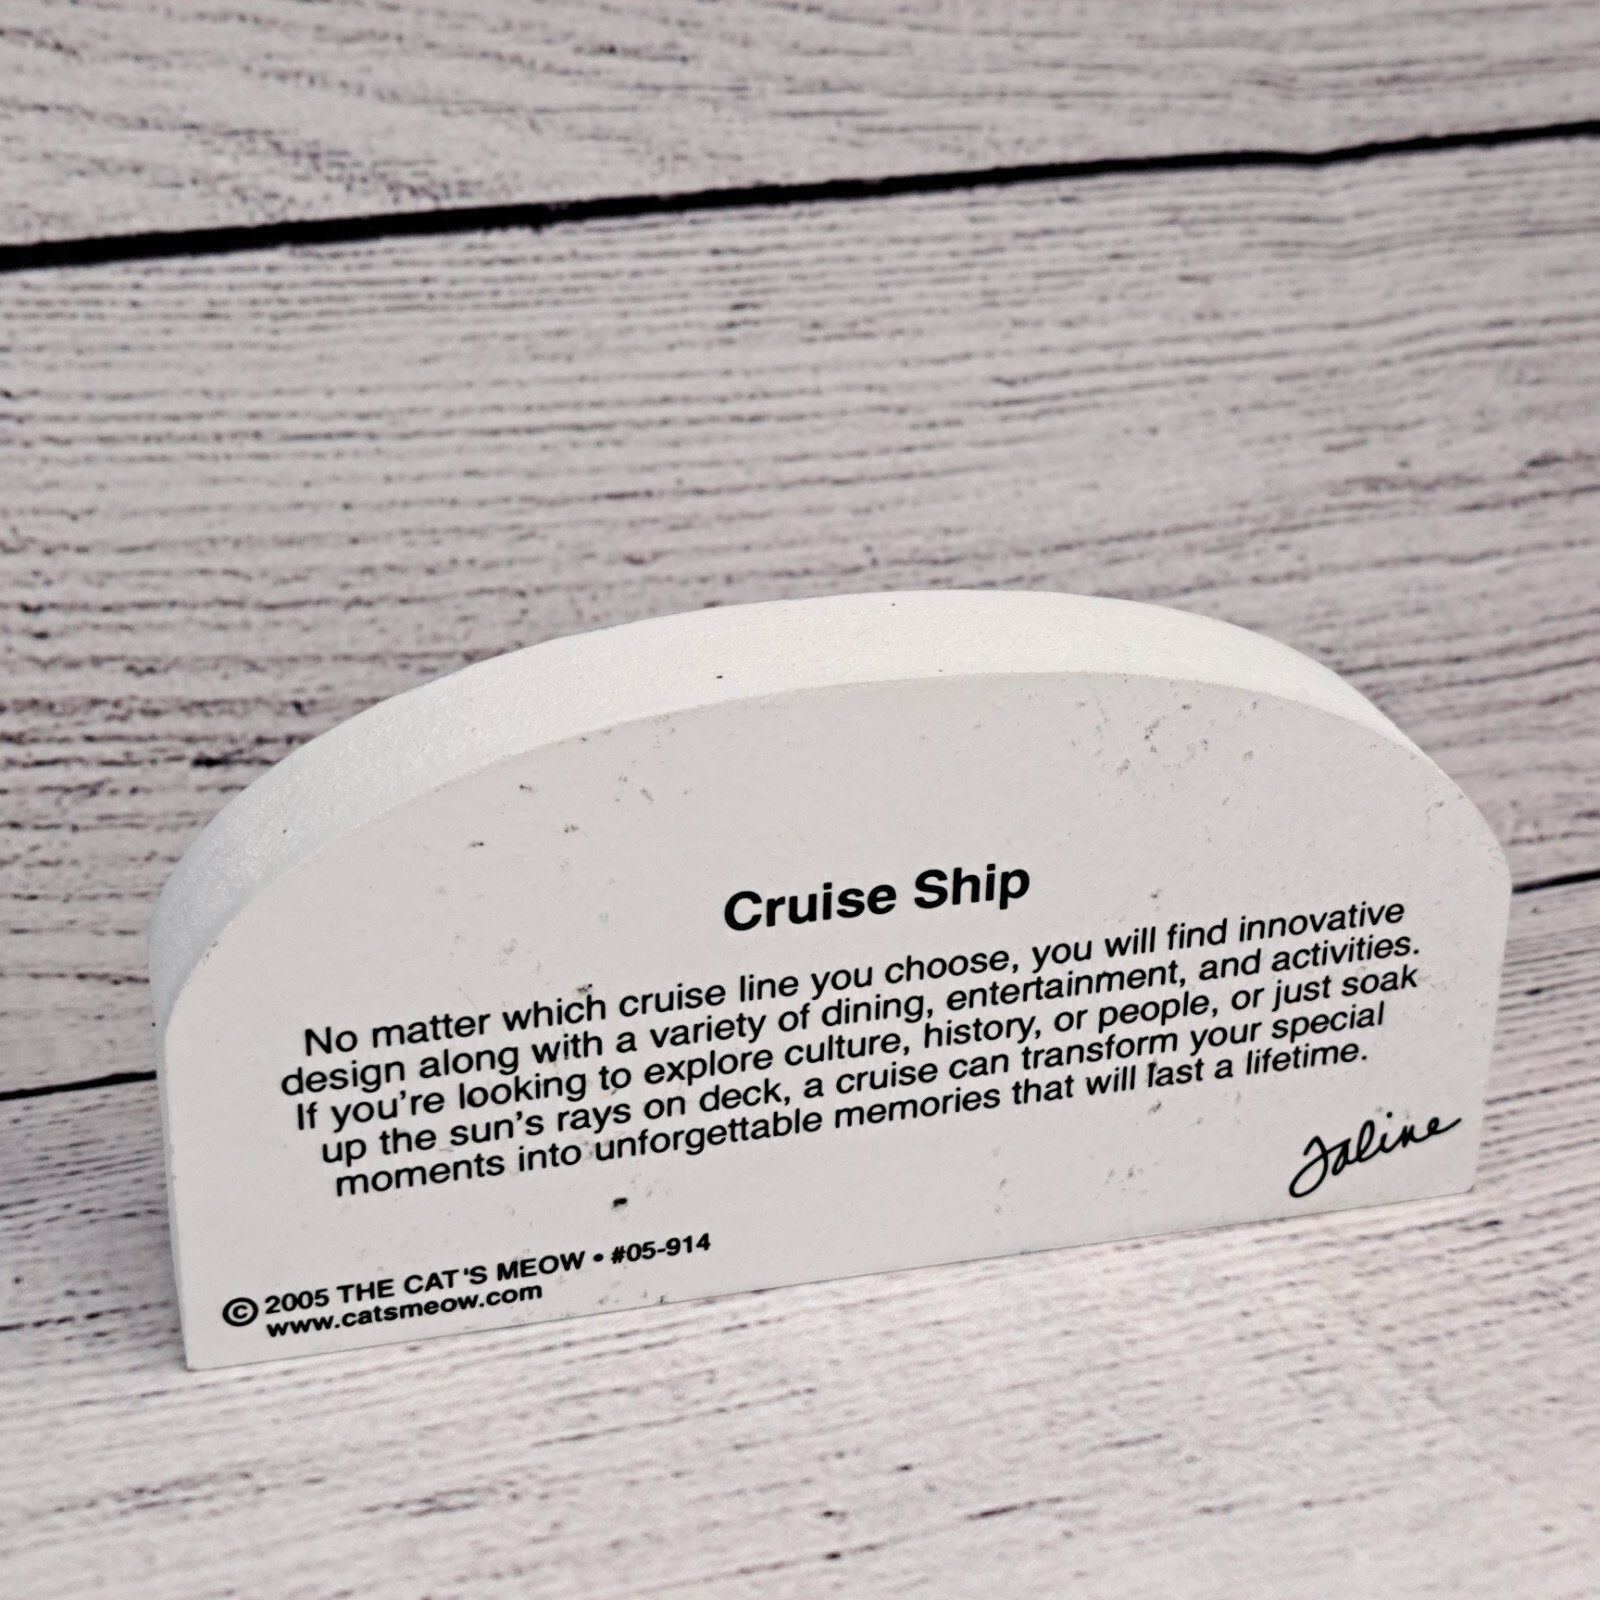 Cruise Ship
No matter which cruise line you choose, you will find innovative
design along with a variety of dining, entertainment, and activities.
If you're looking to explore culture, history, or people, or just soak
up the sun's rays on deck, a cruise can transform your special
moments into unforgettable memories that will last a lifetime.
Jaline
© 2005 THE CAT'S MEOW • #05-914
www.catsmeow.com